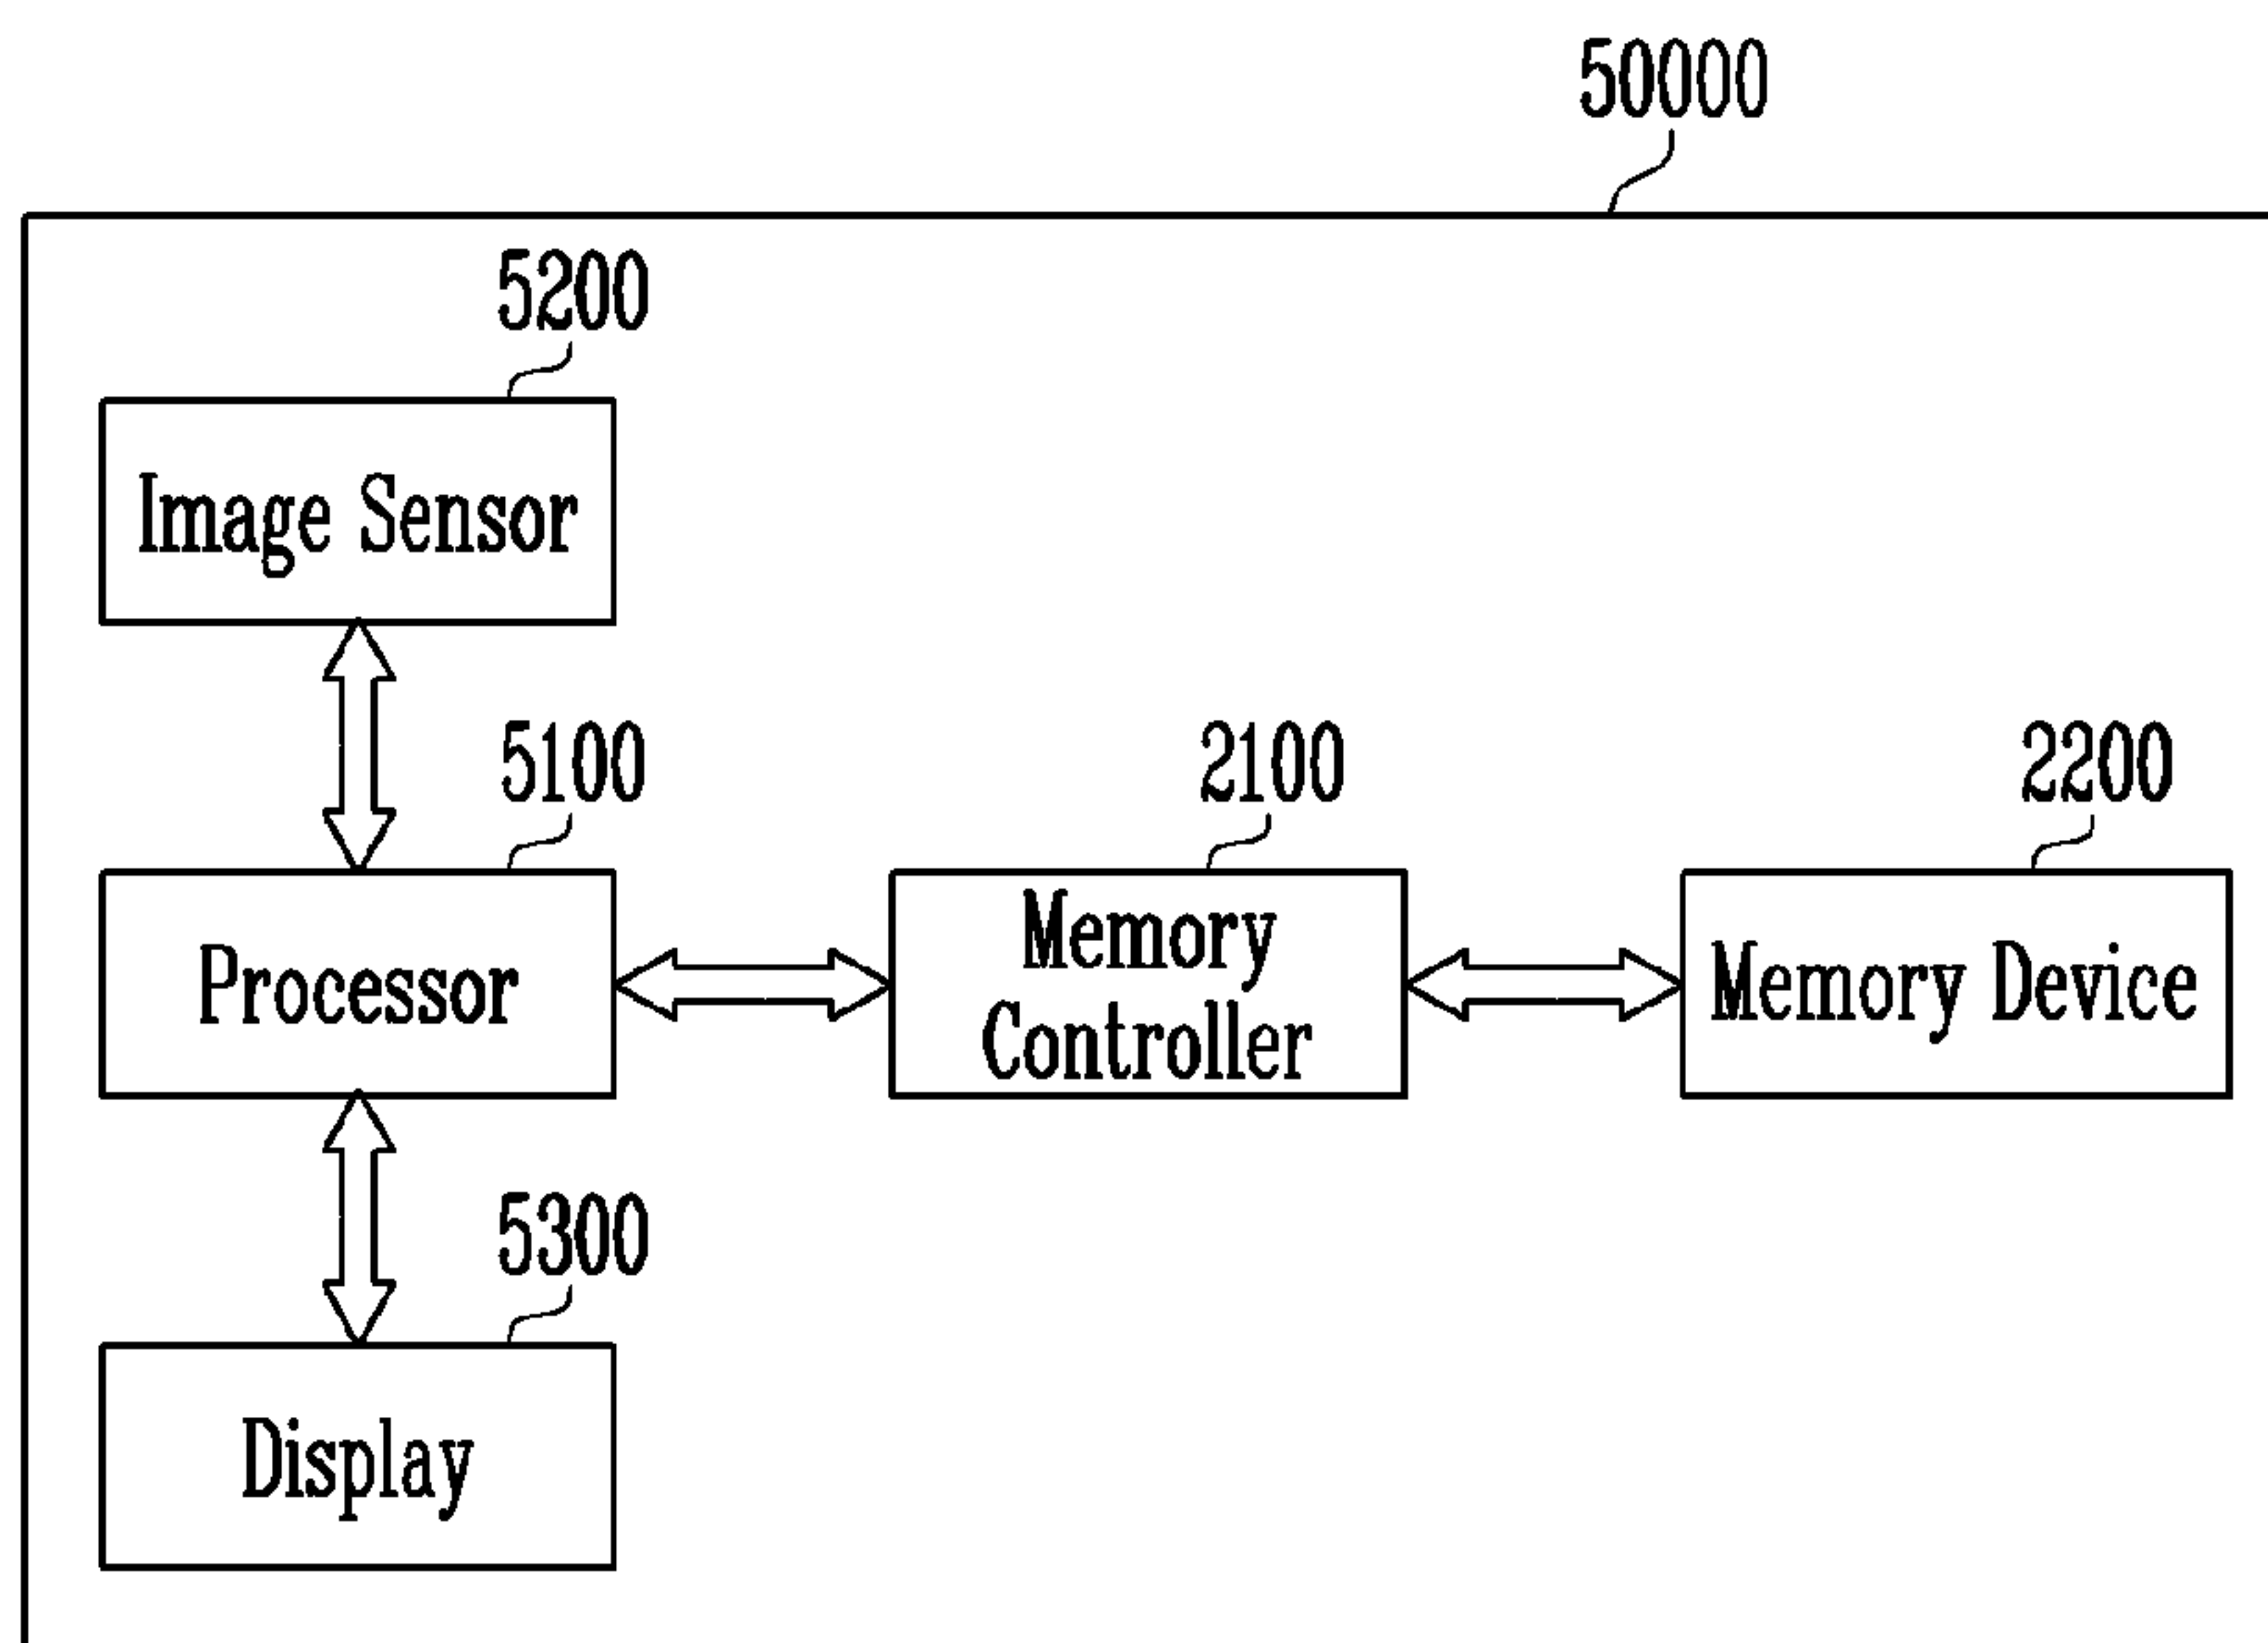 50000
5200
Image Sensor
5100
Processor
2100
Memory
Controller
2200
Memory Device
5300
Display